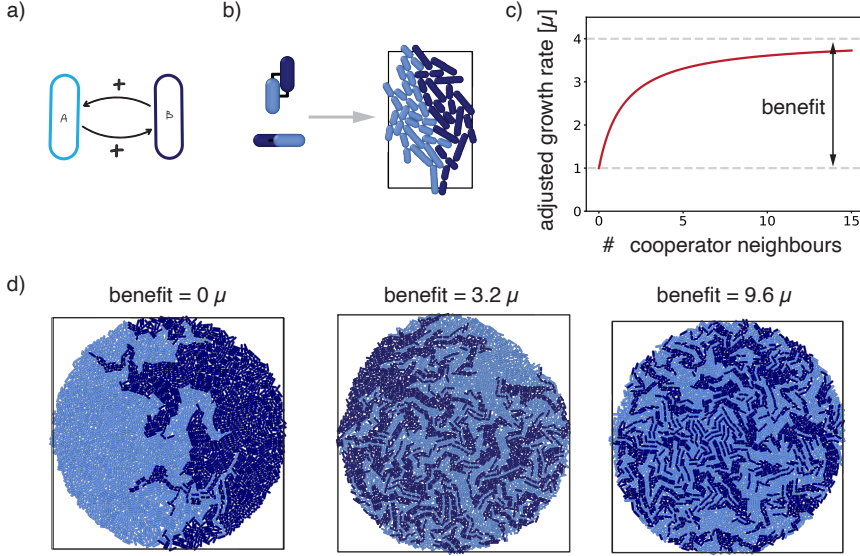 a)
b)
c)
A
+
+
B
adjusted growth rate [μ]
4
3
2
1
0
benefit
0
5
10
15
# cooperator neighbours
d)
benefit = 0 μ
benefit = 3.2 μ
benefit = 9.6 μ